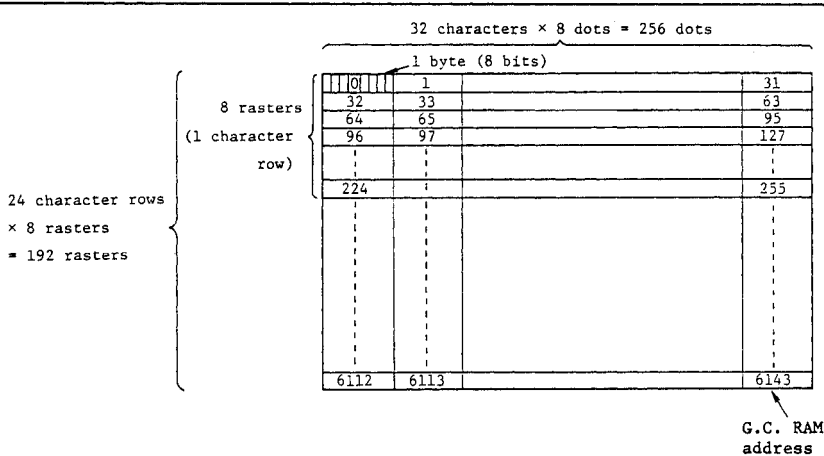 32 characters × 8 dots = 256 dots
1 byte (8 bits)
0 1 31
8 rasters
(1 character
row)
32 33 63
64 65 95
96 97 127
224 255
24 character rows
× 8 rasters
= 192 rasters
6112 6113 6143
G.C. RAM
address